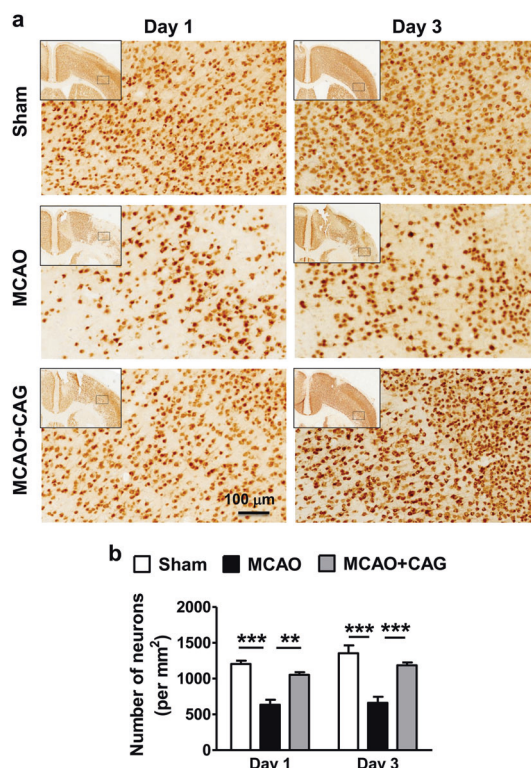 a
Day 1 Day 3
Sham
MCAO
MCAO+CAG
100 μm
b
Sham MCAO MCAO+CAG
Number of neurons
(per mm²)
2000
1500
1000
500
0
*** ** *** ***
Day 1 Day 3